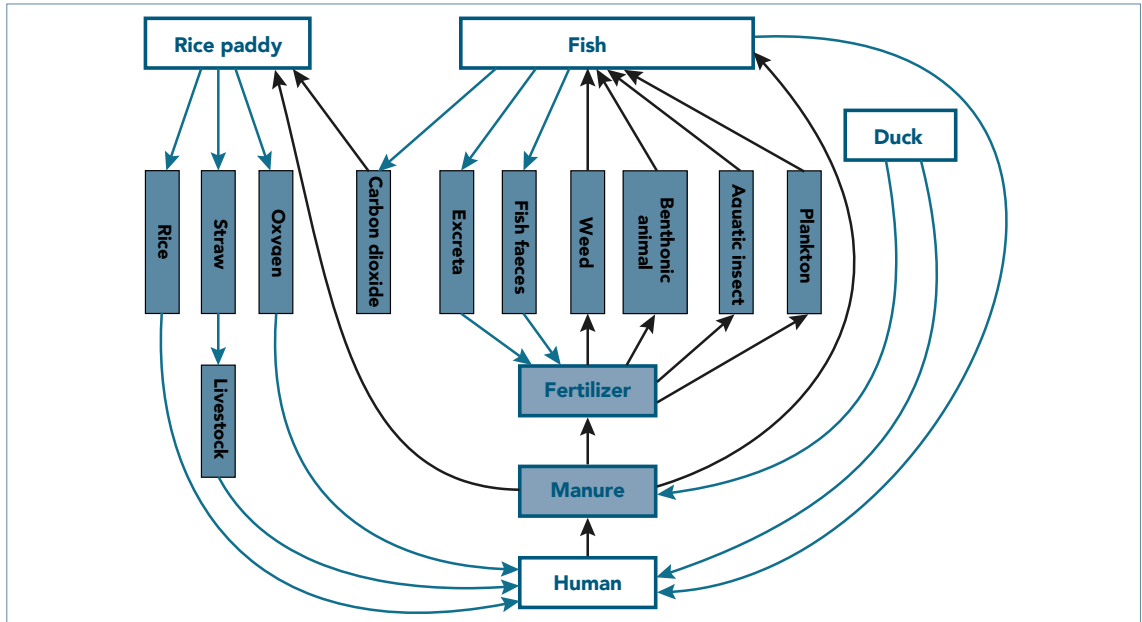 Rice paddy
Fish
Duck
Rice
Straw
Oxygen
Carbon dioxide
Excreta
Fish faeces
Weed
Benthonic
animal
Aquatic insect
Plankton
Livestock
Fertilizer
Manure
Human